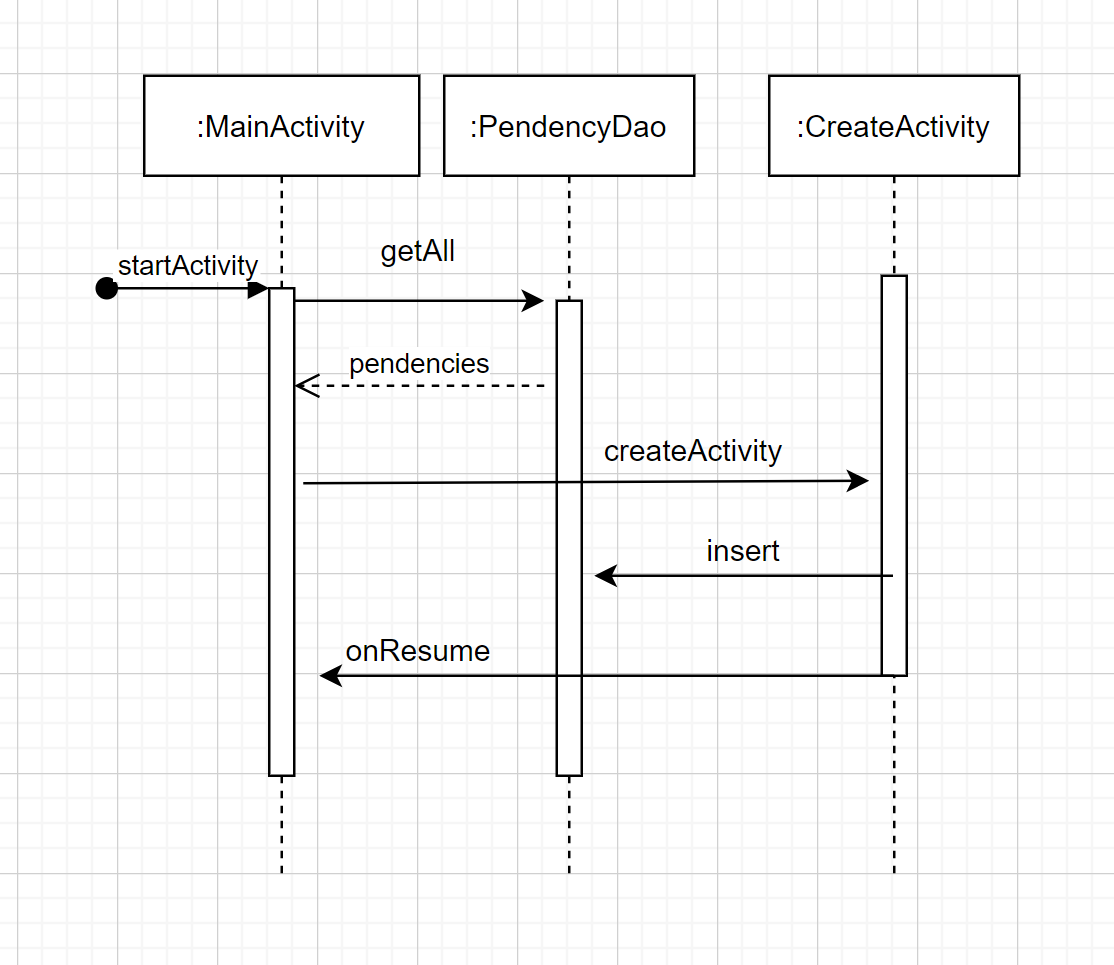 :MainActivity
:PendencyDao
:CreateActivity
startActivity
getAll
pendencies
createActivity
insert
onResume